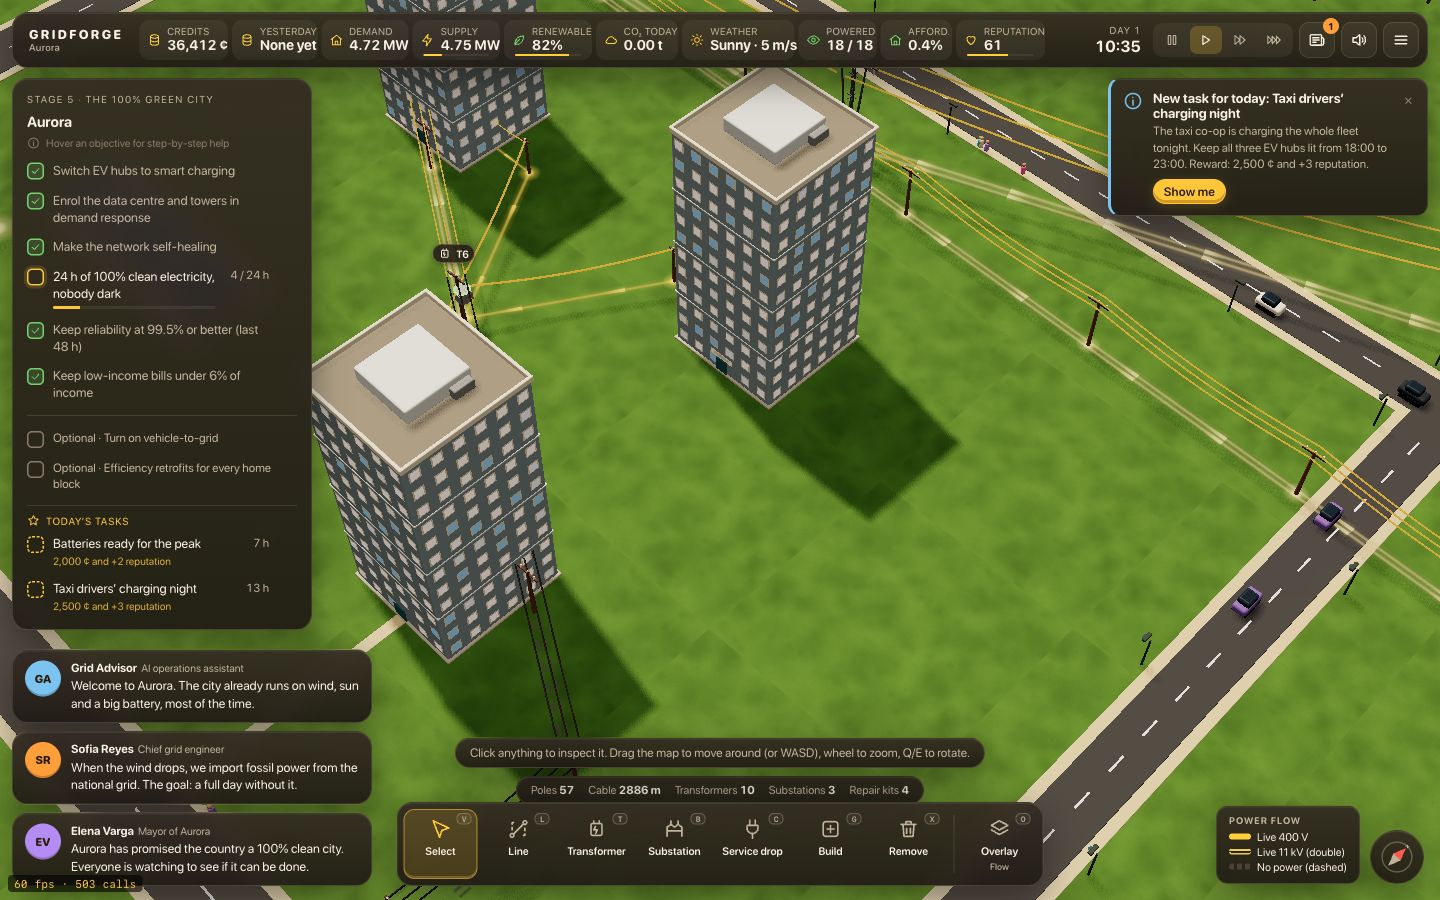 GRIDFORGE
Aurora
CREDITS
36,412 ¢
YESTERDAY
None yet
DEMAND
4.72 MW
SUPPLY
4.75 MW
RENEWABLE
82%
CO₂ TODAY
0.00 t
WEATHER
Sunny · 5 m/s
POWERED
18 / 18
AFFORD.
0.4%
REPUTATION
61
DAY 1
10:35
1
STAGE 5 · THE 100% GREEN CITY
Aurora
Hover an objective for step-by-step help
Switch EV hubs to smart charging
Enrol the data centre and towers in
demand response
Make the network self-healing
24 h of 100% clean electricity, 4 / 24 h
nobody dark
Keep reliability at 99.5% or better (last
48 h)
Keep low-income bills under 6% of
income
Optional · Turn on vehicle-to-grid
Optional · Efficiency retrofits for every home
block
TODAY'S TASKS
Batteries ready for the peak 7 h
2,000 ¢ and +2 reputation
Taxi drivers' charging night 13 h
2,500 ¢ and +3 reputation
T6
New task for today: Taxi drivers' ×
charging night
The taxi co-op is charging the whole fleet
tonight. Keep all three EV hubs lit from 18:00 to
23:00. Reward: 2,500 ¢ and +3 reputation.
Show me
GA
Grid Advisor AI operations assistant
Welcome to Aurora. The city already runs on wind, sun
and a big battery, most of the time.
SR
Sofia Reyes Chief grid engineer
When the wind drops, we import fossil power from the
national grid. The goal: a full day without it.
EV
Elena Varga Mayor of Aurora
Aurora has promised the country a 100% clean city.
Everyone is watching to see if it can be done.
60 fps · 503 calls
Click anything to inspect it. Drag the map to move around (or WASD), wheel to zoom, Q/E to rotate.
Poles 57 Cable 2886 m Transformers 10 Substations 3 Repair kits 4
V
Select
L
Line
T
Transformer
B
Substation
C
Service drop
G
Build
X
Remove
O
Overlay
Flow
POWER FLOW
Live 400 V
Live 11 kV (double)
No power (dashed)